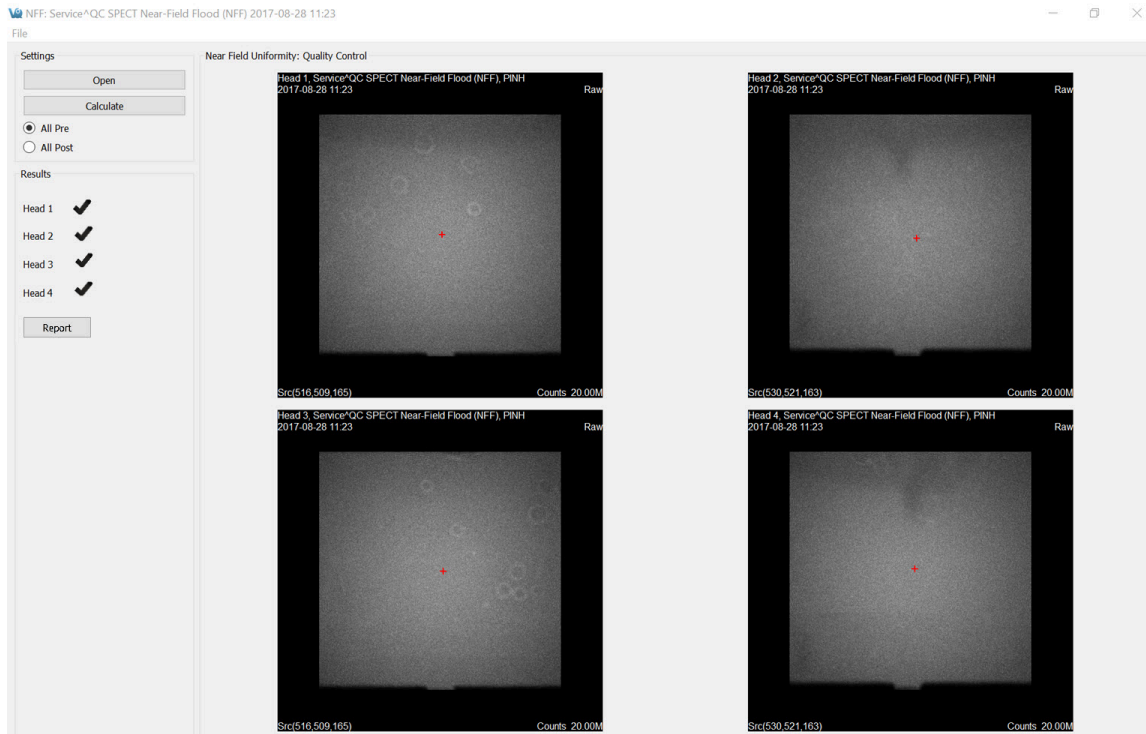 NFF: Service^QC SPECT Near-Field Flood (NFF) 2017-08-28 11:23
File
Settings
Open
Calculate
All Pre
All Post
Results
Head 1
Head 2
Head 3
Head 4
Report
Near Field Uniformity: Quality Control
Head 1, Service^QC SPECT Near-Field Flood (NFF), PINH
2017-08-28 11:23 Raw
Src(516,509,165) Counts 20.00M
Head 2, Service^QC SPECT Near-Field Flood (NFF), PINH
2017-08-28 11:23 Raw
Src(530,521,163) Counts 20.00M
Head 3, Service^QC SPECT Near-Field Flood (NFF), PINH
2017-08-28 11:23 Raw
Src(516,509,165) Counts 20.00M
Head 4, Service^QC SPECT Near-Field Flood (NFF), PINH
2017-08-28 11:23 Raw
Src(530,521,163) Counts 20.00M